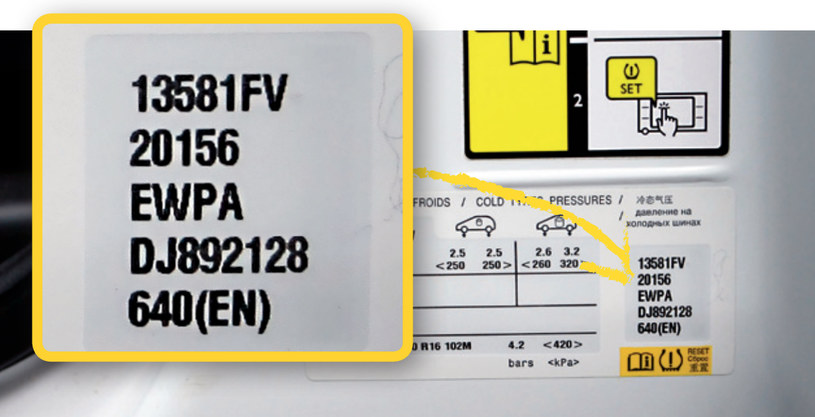 13581FV
20156
EWPA
DJ892128
640(EN)
i
2
SET
FROIDS / COLD PRESSURES / 冷态气压
/ давление на
холодных шинах
2.5 2.5 2.6 3.2
<250 250> <260 320>
13581FV
20156
EWPA
DJ892128
640(EN)
R16 102M 4.2 <420>
bars <kPa>
i
RESET
Сброс
重置